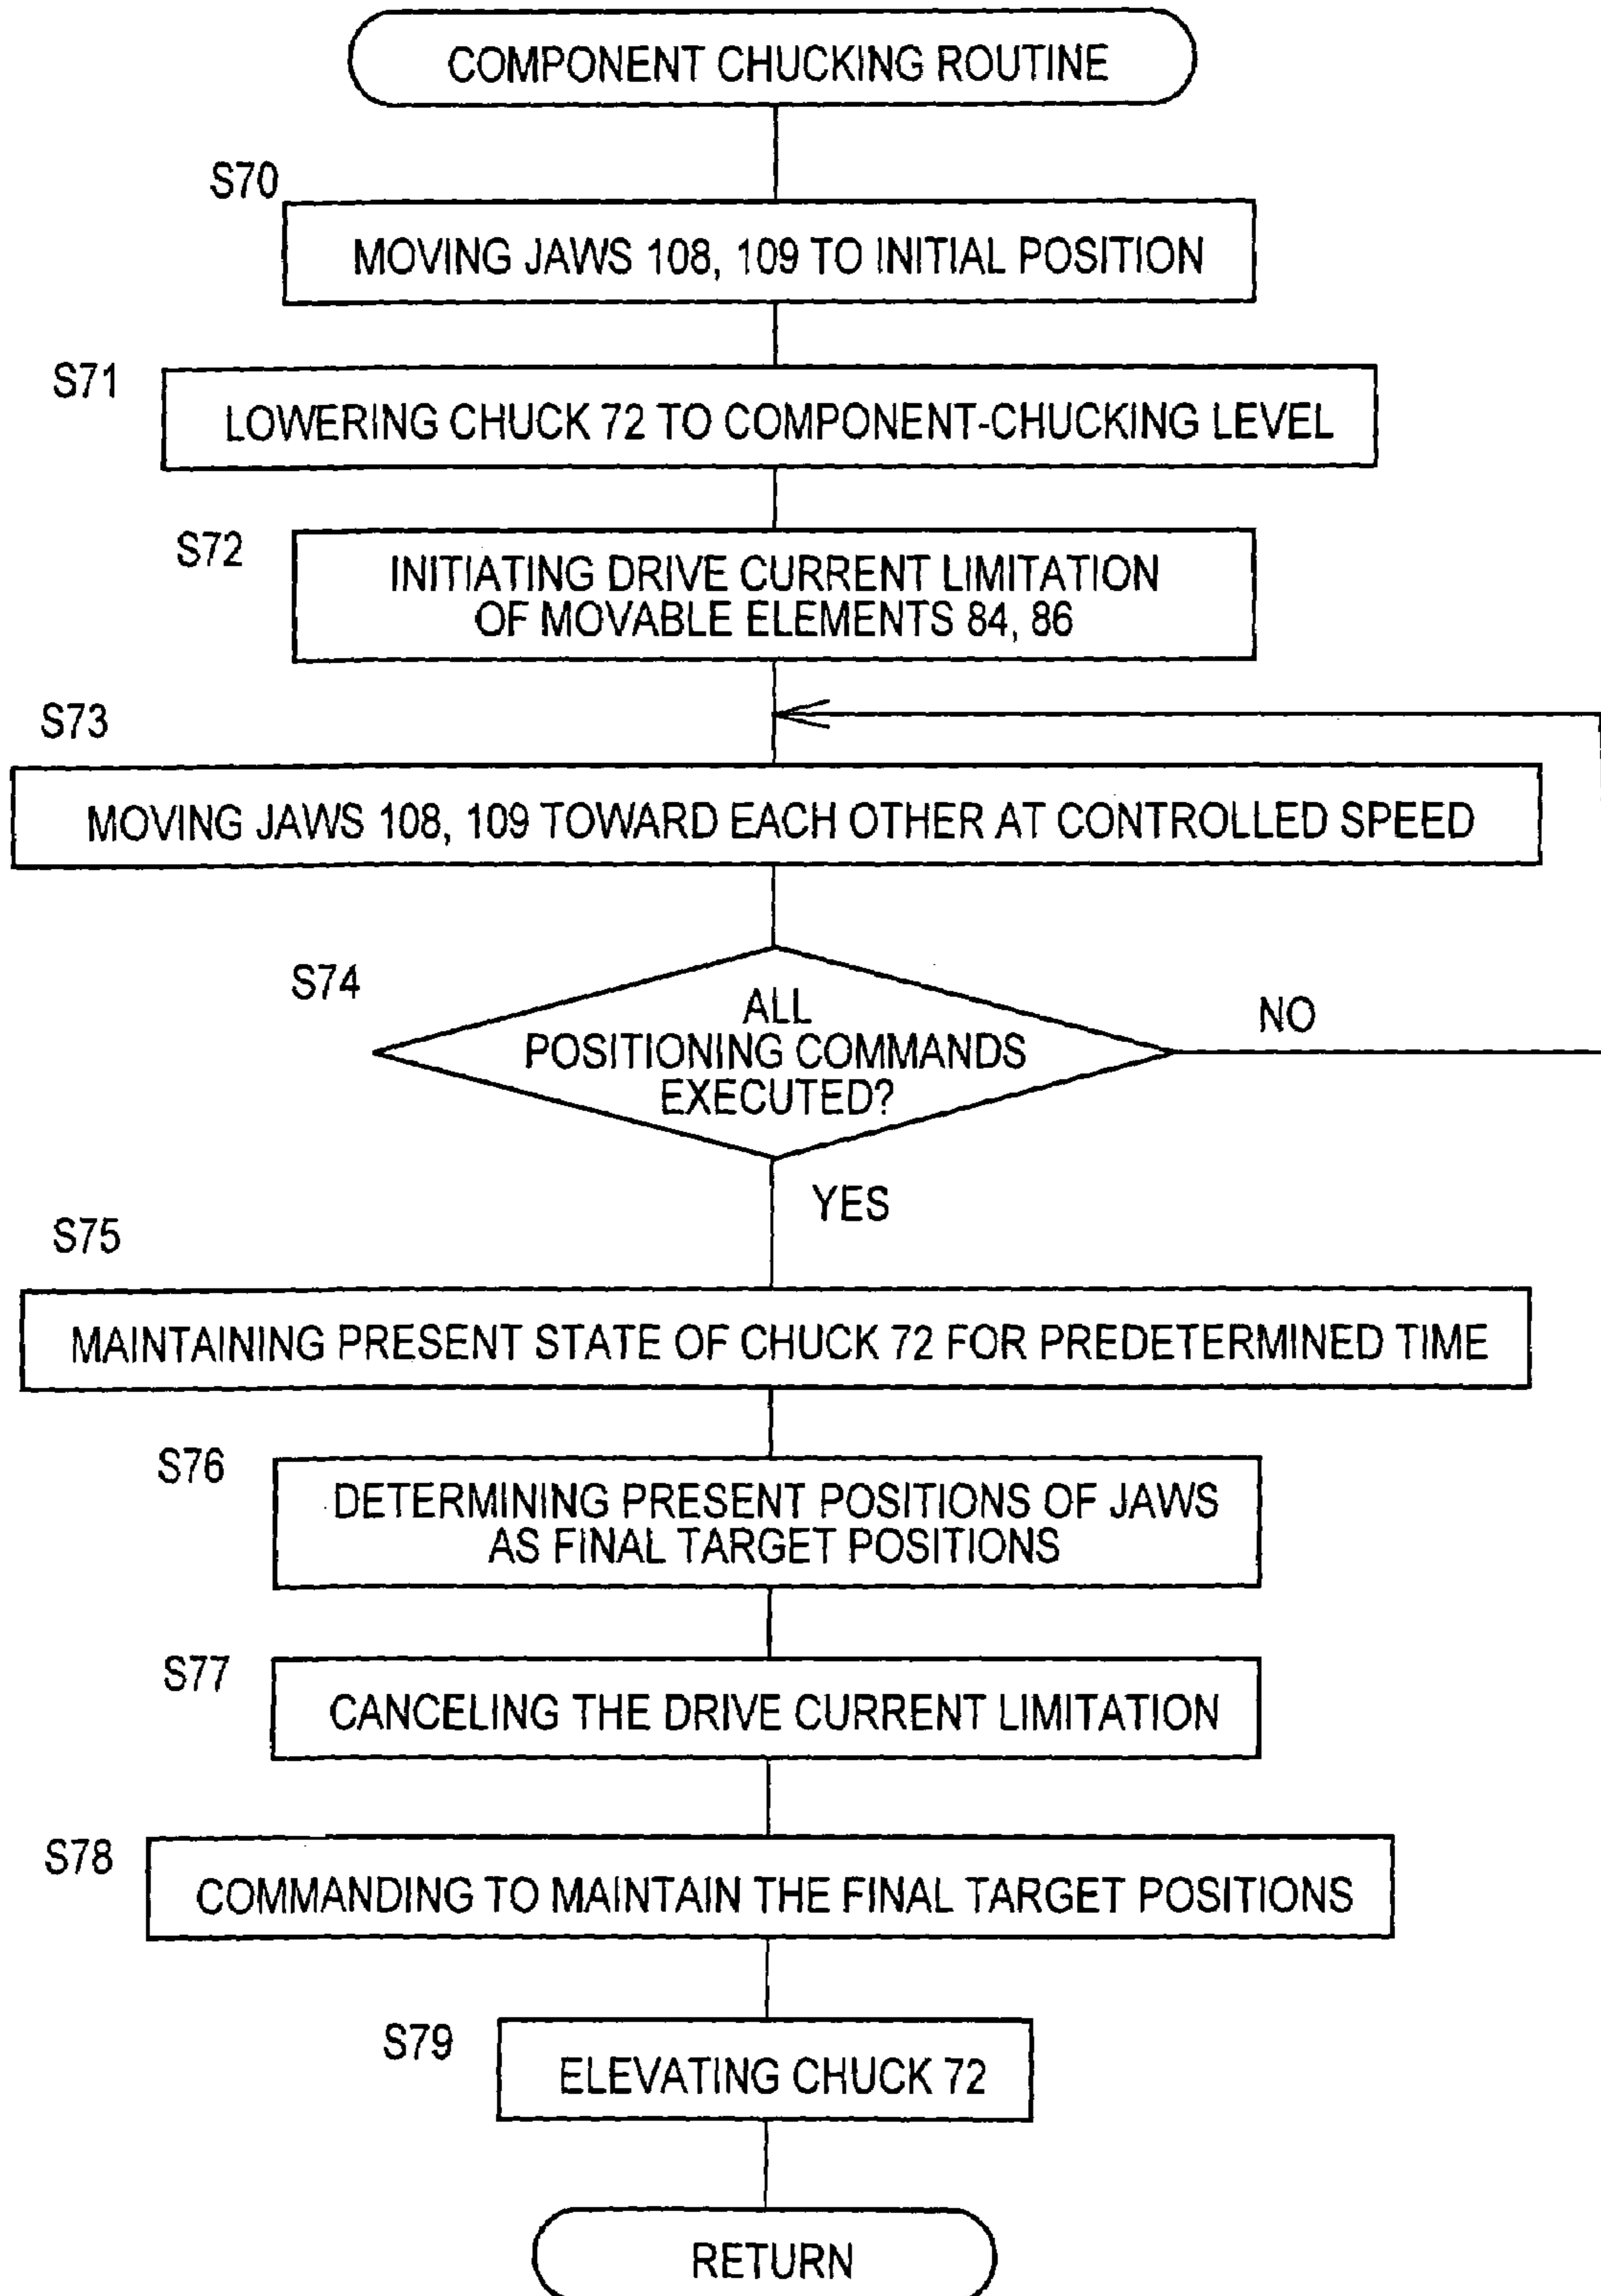 COMPONENT CHUCKING ROUTINE
S70
MOVING JAWS 108, 109 TO INITIAL POSITION
S71
LOWERING CHUCK 72 TO COMPONENT-CHUCKING LEVEL
S72
INITIATING DRIVE CURRENT LIMITATION
OF MOVABLE ELEMENTS 84, 86
S73
MOVING JAWS 108, 109 TOWARD EACH OTHER AT CONTROLLED SPEED
S74
ALL
POSITIONING COMMANDS
EXECUTED?
NO
YES
S75
MAINTAINING PRESENT STATE OF CHUCK 72 FOR PREDETERMINED TIME
S76
DETERMINING PRESENT POSITIONS OF JAWS
AS FINAL TARGET POSITIONS
S77
CANCELING THE DRIVE CURRENT LIMITATION
S78
COMMANDING TO MAINTAIN THE FINAL TARGET POSITIONS
S79
ELEVATING CHUCK 72
RETURN